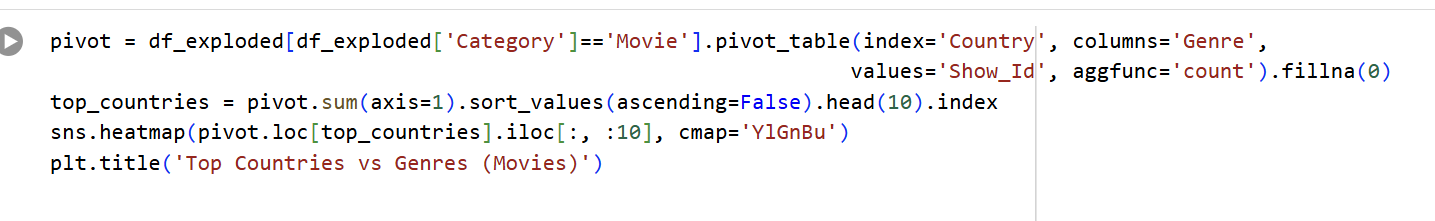 pivot = df_exploded[df_exploded['Category']=='Movie'].pivot_table(index='Country', columns='Genre',
values='Show_Id', aggfunc='count').fillna(0)
top_countries = pivot.sum(axis=1).sort_values(ascending=False).head(10).index
sns.heatmap(pivot.loc[top_countries].iloc[:, :10], cmap='YlGnBu')
plt.title('Top Countries vs Genres (Movies)')